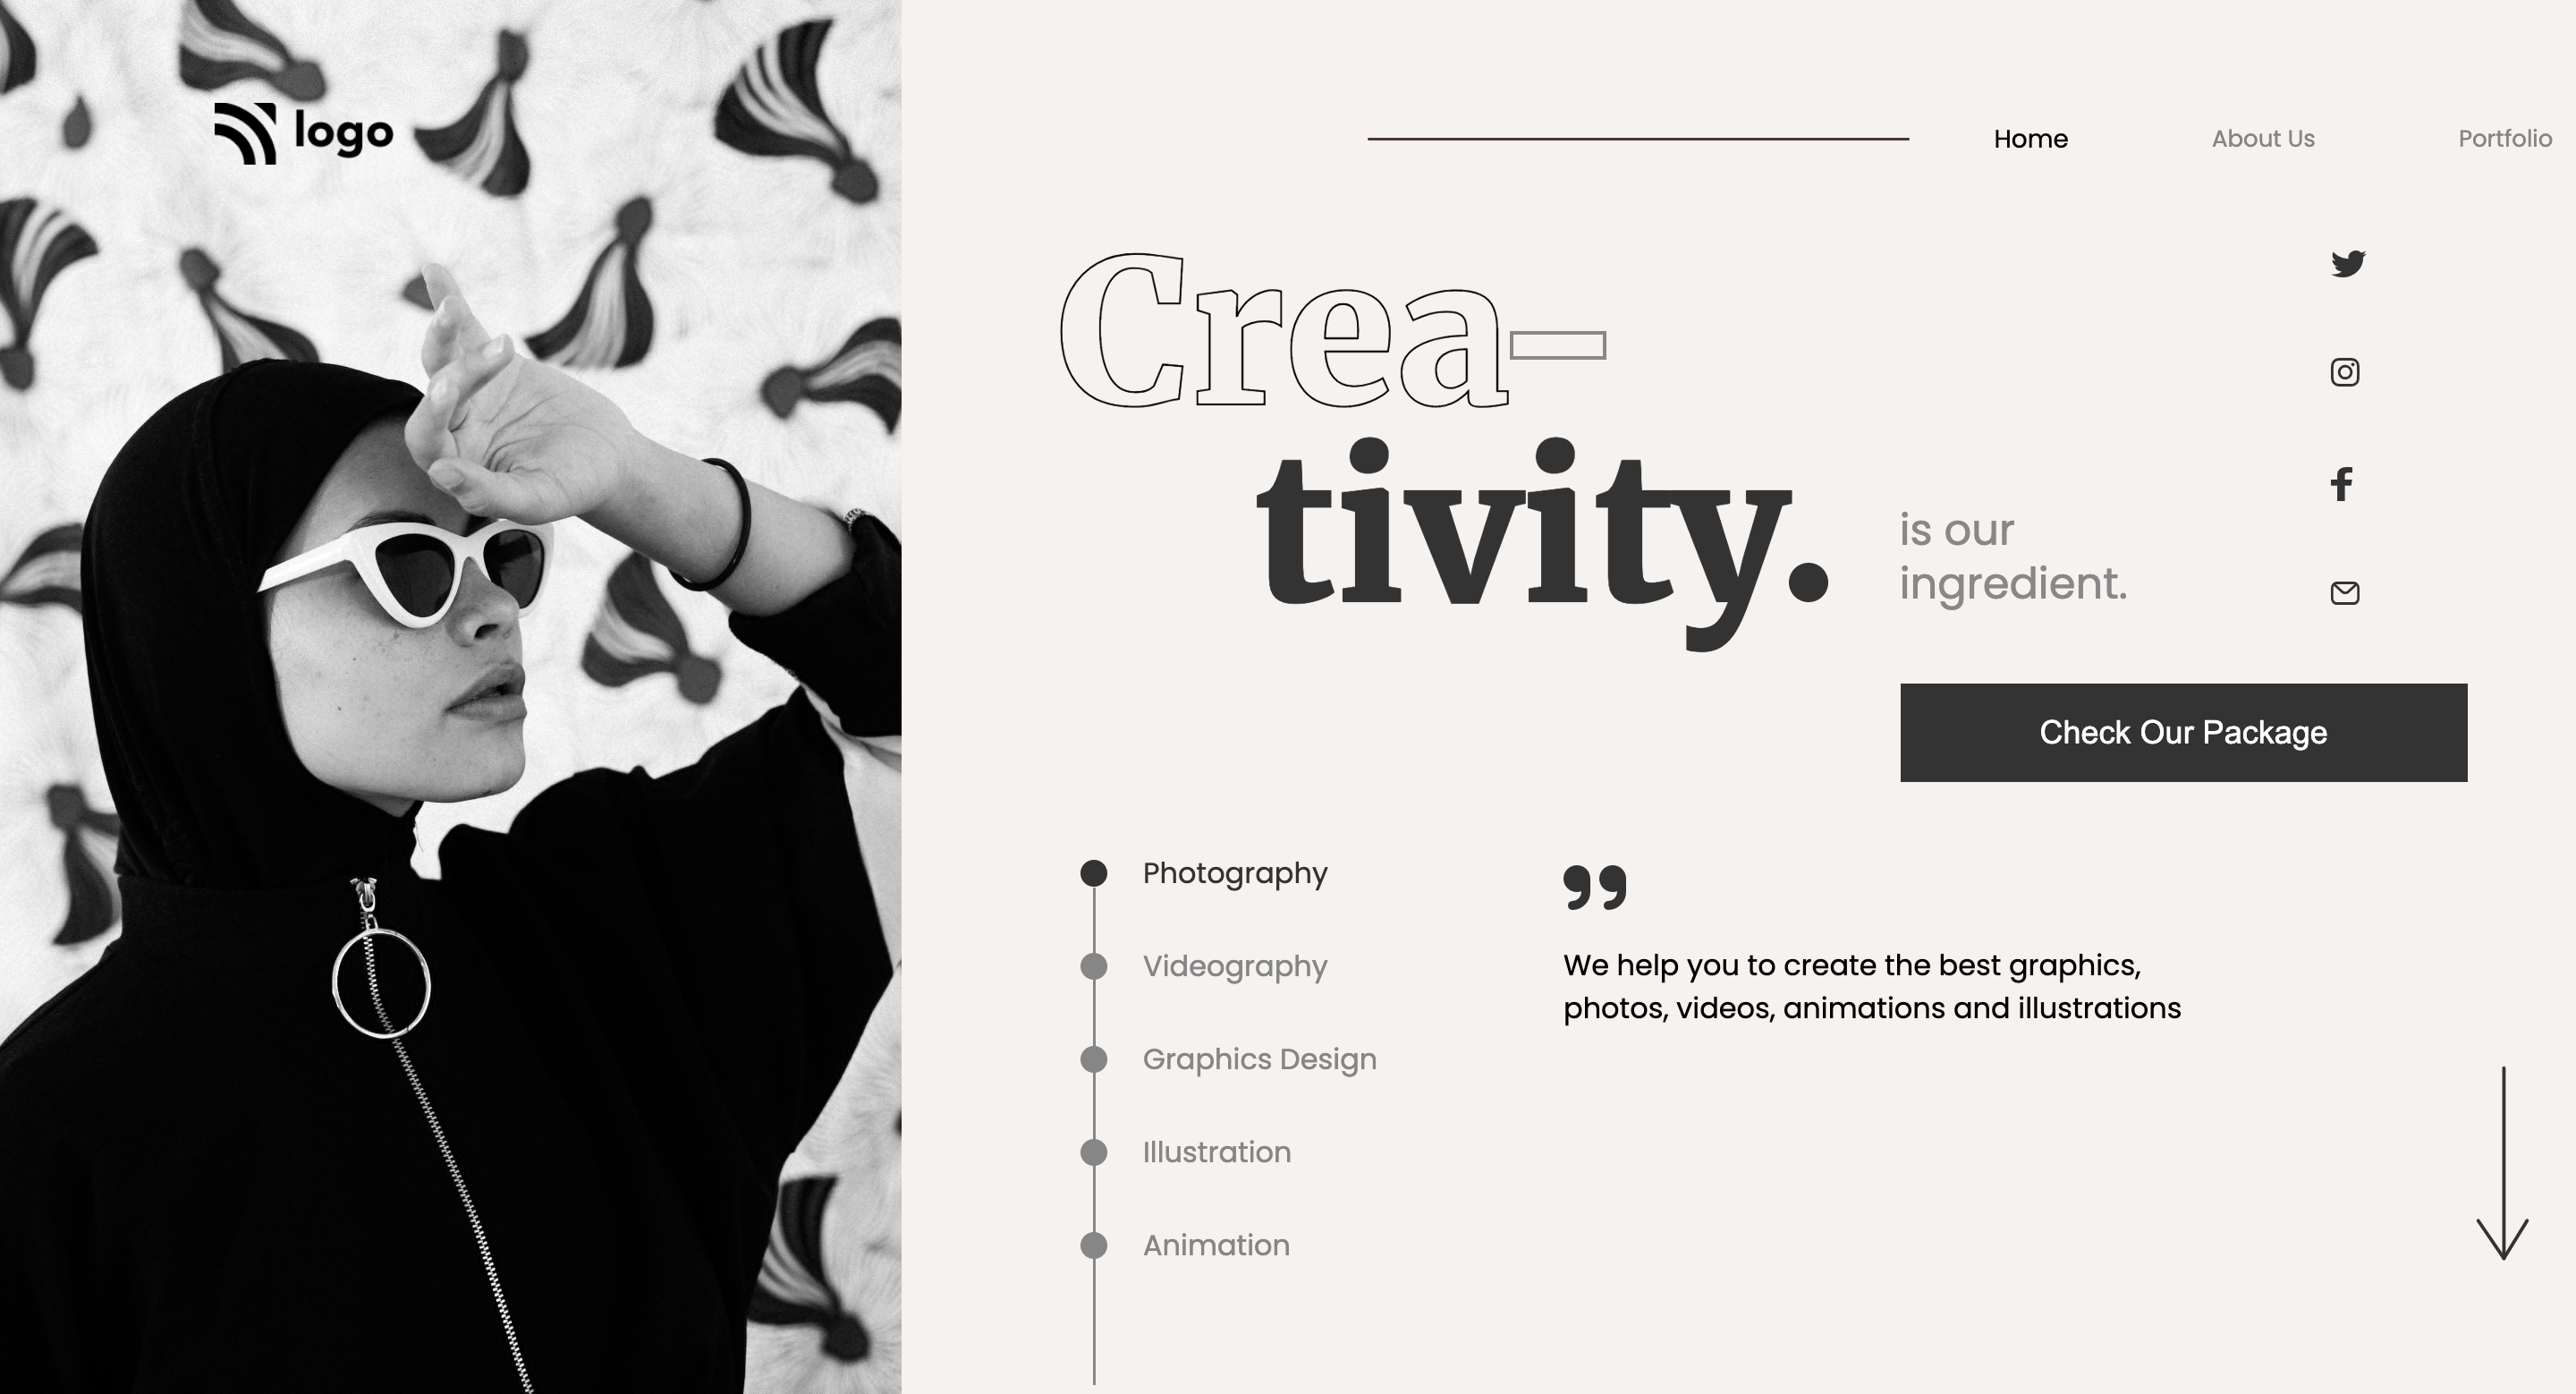 logo
Home About Us Portfolio
Crea-
tivity.
is our
ingredient.
Check Our Package
Photography
Videography
Graphics Design
Illustration
Animation
”
We help you to create the best graphics,
photos, videos, animations and illustrations